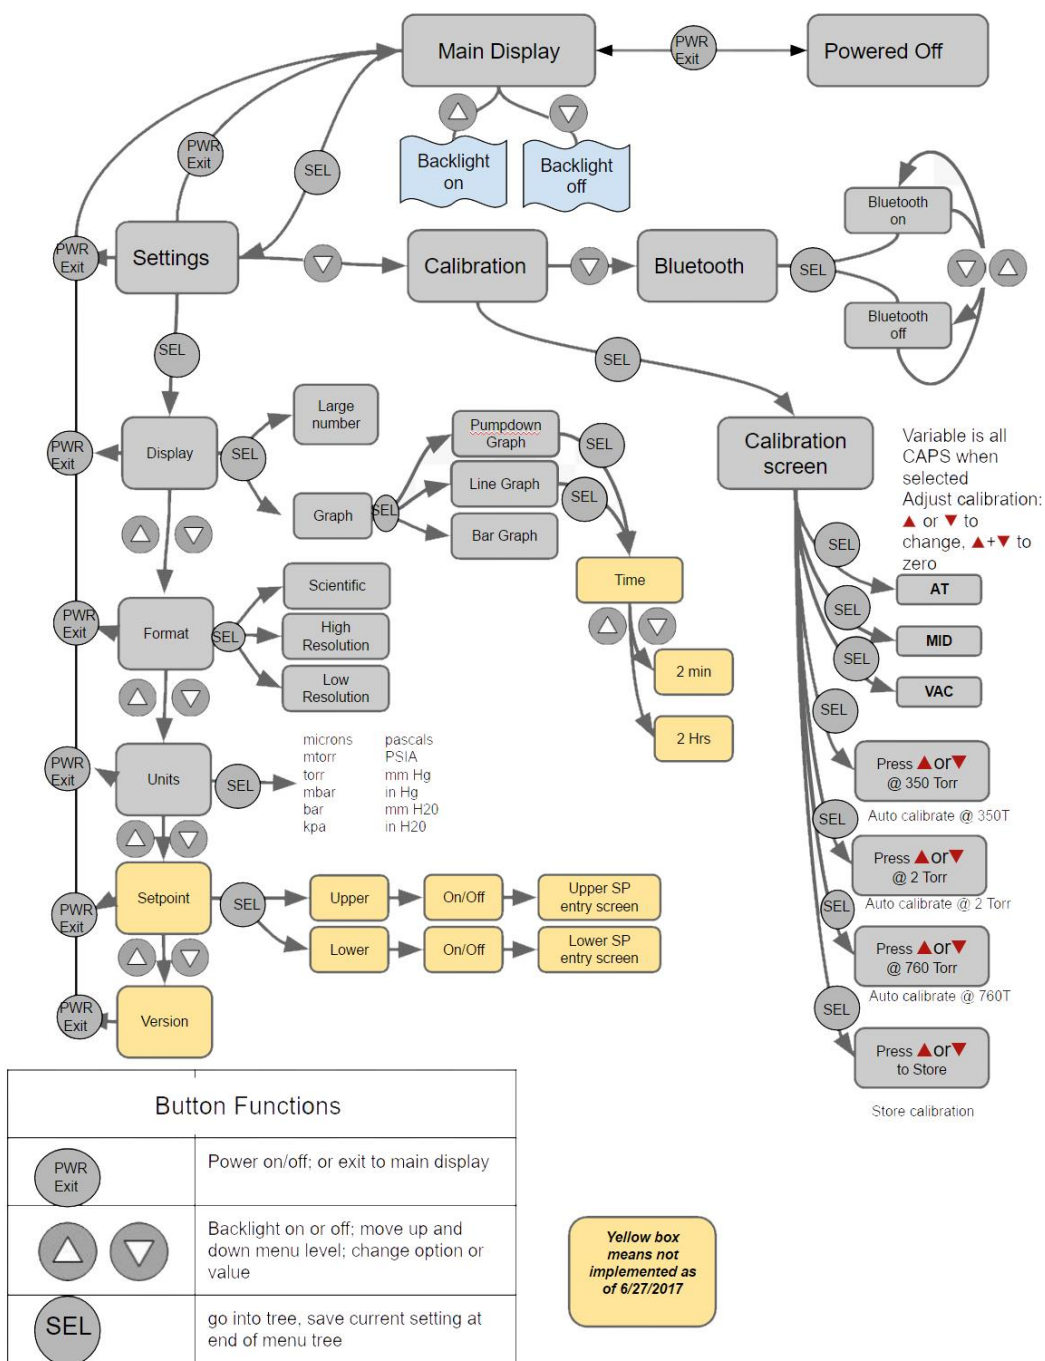 Main Display
PWR
Exit
Powered Off
Backlight
on
Backlight
off
PWR
Exit
SEL
Bluetooth
on
PWR
Exit
Settings
Calibration
Bluetooth
SEL
Bluetooth
off
SEL
SEL
Large
number
Pumpdown
Graph
SEL
Calibration
screen
Variable is all
CAPS when
selected
Adjust calibration:
▲ or ▼ to
change, ▲+▼ to
zero
PWR
Exit
Display
SEL
Graph
SEL
Line Graph
SEL
Bar Graph
SEL
Time
AT
Scientific
PWR
Exit
Format
SEL
High
Resolution
SEL
MID
SEL
Low
Resolution
2 min
VAC
SEL
2 Hrs
microns pascals
mtorr PSIA
torr mm Hg
mbar in Hg
bar mm H20
kpa in H20
PWR
Exit
Units
SEL
Press ▲or▼
@ 350 Torr
Auto calibrate @ 350T
SEL
Press ▲or▼
@ 2 Torr
Auto calibrate @ 2 Torr
PWR
Exit
Setpoint
SEL
Upper
On/Off
Upper SP
entry screen
SEL
Lower
On/Off
Lower SP
entry screen
Press ▲or▼
@ 760 Torr
Auto calibrate @ 760T
PWR
Exit
Version
SEL
Press ▲or▼
to Store
Store calibration
Button Functions
PWR
Exit
Power on/off; or exit to main display
Backlight on or off; move up and
down menu level; change option or
value
SEL
go into tree, save current setting at
end of menu tree
Yellow box
means not
implemented as
of 6/27/2017